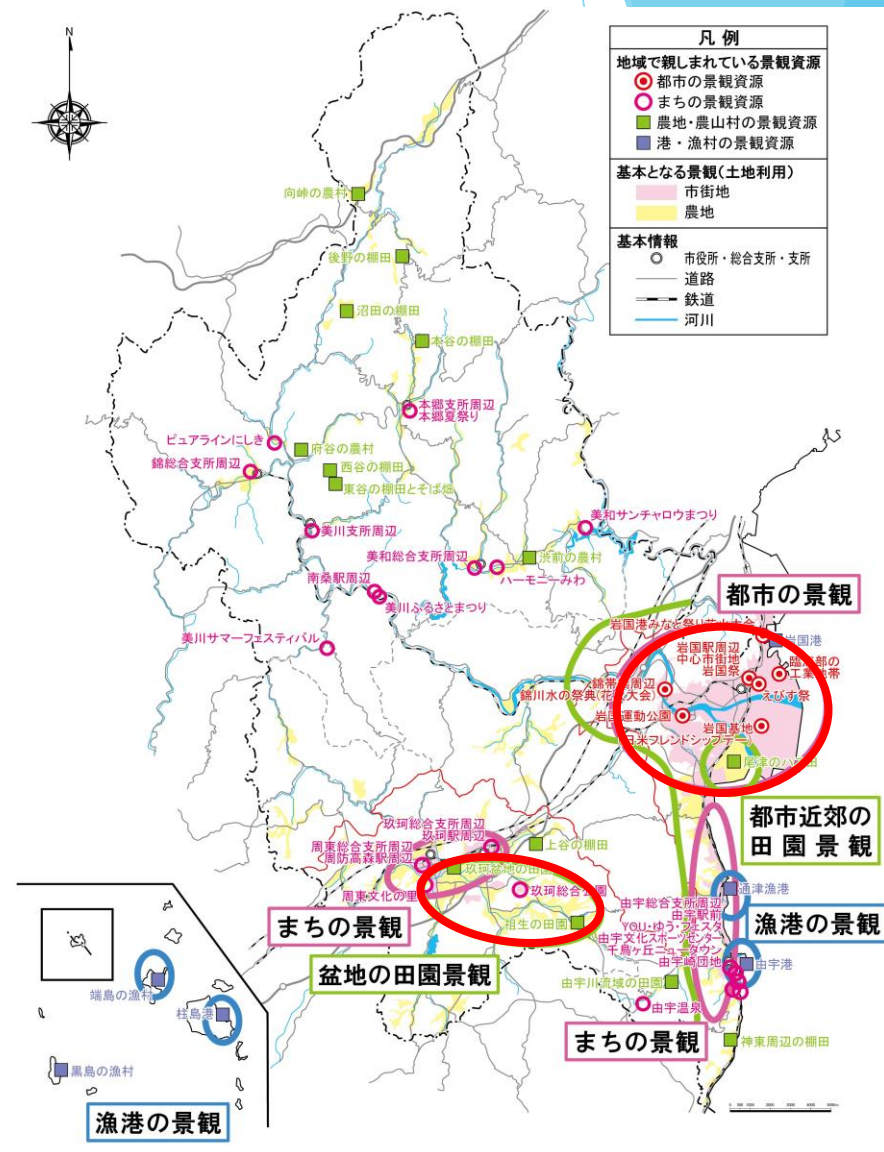 N
凡例
地域で親しまれている景観資源
都市の景観資源
まちの景観資源
農地・農山村の景観資源
港・漁村の景観資源
基本となる景観(土地利用)
市街地
農地
基本情報
市役所・総合支所・支所
道路
鉄道
河川
向峠の農村
後野の棚田
沼田の棚田
本谷の棚田
本郷支所周辺
本郷夏祭り
ピュアラインにしき
府谷の農村
錦総合支所周辺
西谷の棚田
東谷の棚田とそば畑
美川支所周辺
美和サンチャロウまつり
美和総合支所周辺
渋前の農村
ハーモニーみわ
南桑駅周辺
美川ふるさとまつり
美川サマーフェスティバル
都市の景観
岩国港みなと祭り花火大会
岩国港
岩国駅周辺
中心市街地
岩国祭
臨海部の
工業地帯
えびす祭
錦帯橋周辺
錦川水の祭典(花火大会)
岩国運動公園
岩国基地
(日米フレンドシップデー)
尾津のハス田
都市近郊の
田園景観
玖珂総合支所周辺
玖珂駅周辺
周東総合支所周辺
周防高森駅周辺
上谷の棚田
玖珂盆地の田園
周東文化の里
玖珂総合公園
まちの景観
祖生の田園
盆地の田園景観
通津漁港
漁港の景観
由宇総合支所周辺
由宇駅前
YOU・ゆう・フェスタ
由宇文化スポーツセンター
千鳥ヶ丘ニュータウン
由宇崎団地
由宇港
由宇川流域の田園
由宇温泉
まちの景観
神東周辺の棚田
端島の漁村
柱島港
黒島の漁村
漁港の景観